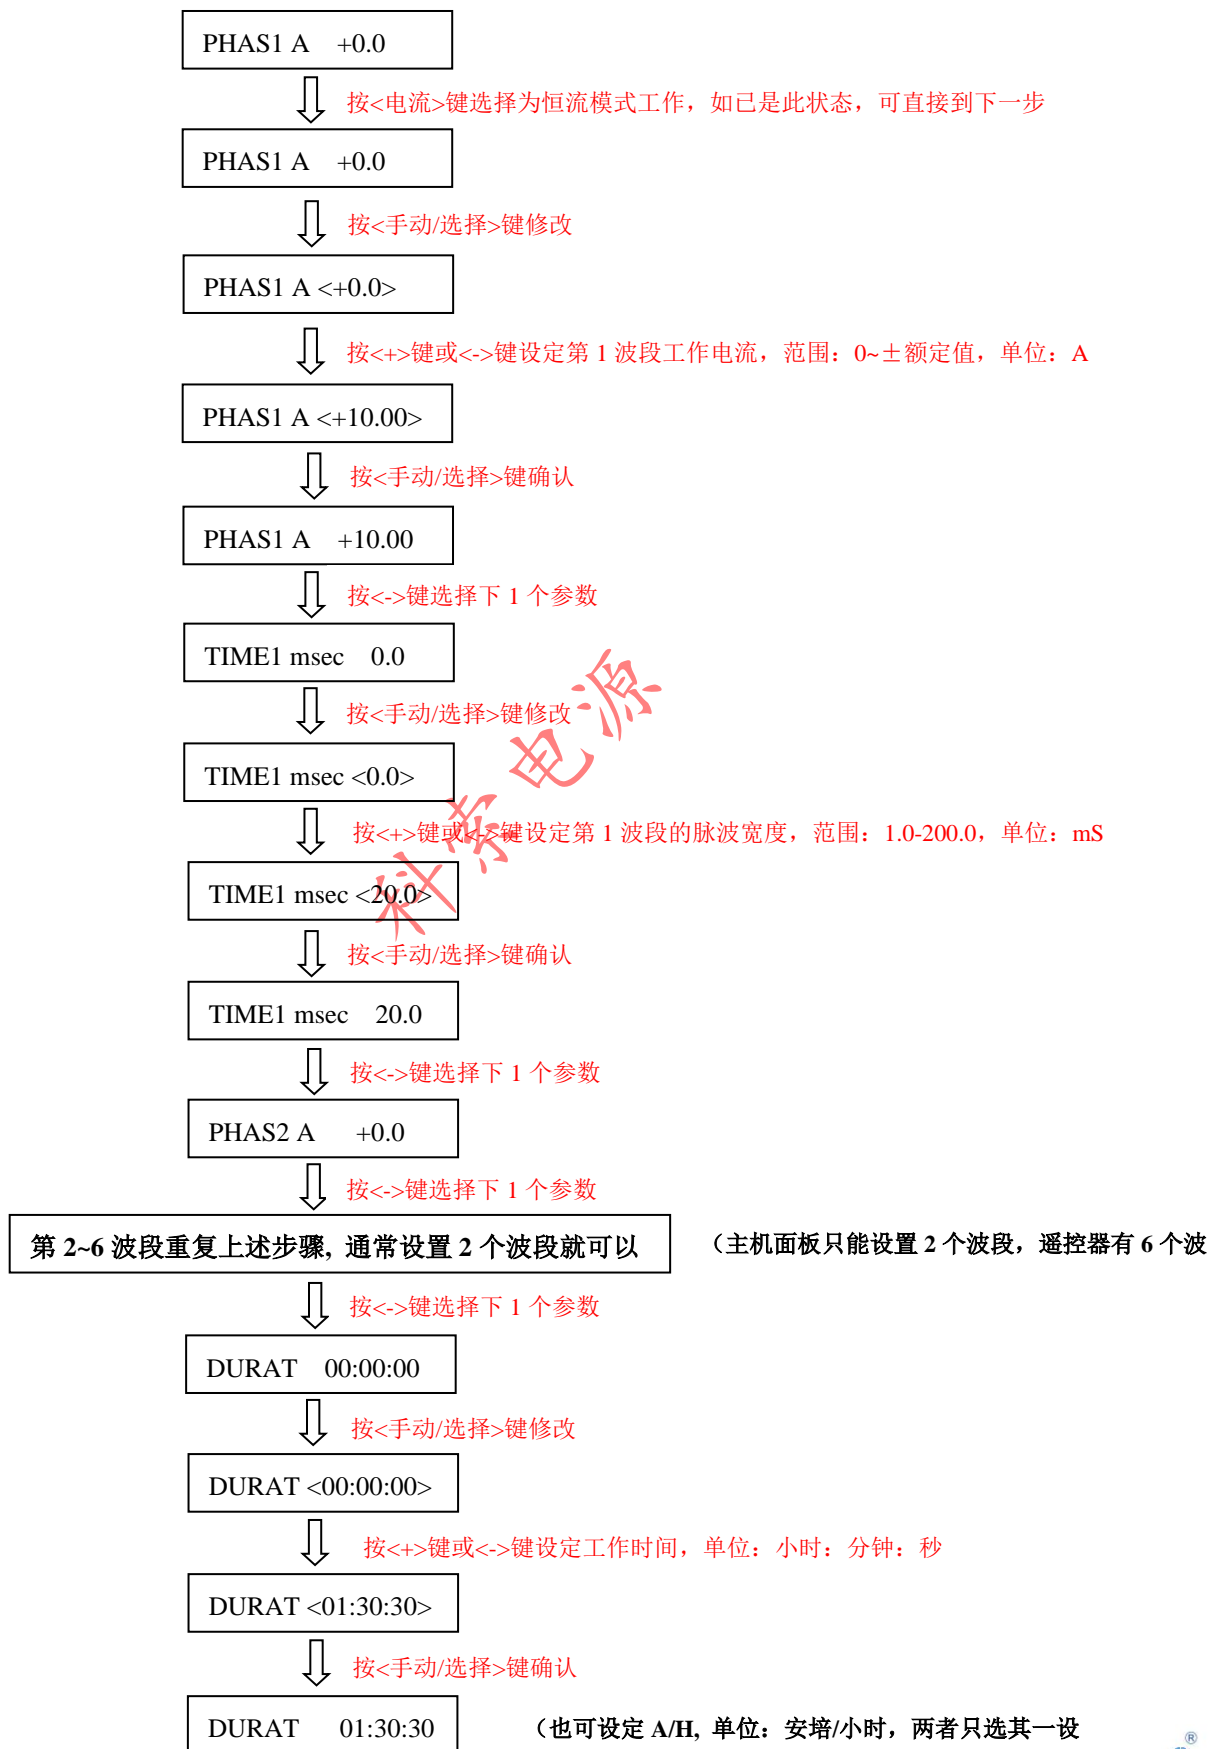 PHAS1 A +0.0
按<电流>键选择为恒流模式工作，如已是此状态，可直接到下一步
PHAS1 A +0.0
按<手动/选择>键修改
PHAS1 A <+0.0>
按<+>键或<->键设定第 1 波段工作电流，范围：0~±额定值，单位：A
PHAS1 A <+10.00>
按<手动/选择>键确认
PHAS1 A +10.00
按<->键选择下 1 个参数
TIME1 msec 0.0
按<手动/选择>键修改
TIME1 msec <0.0>
按<+>键或<->键设定第 1 波段的脉波宽度，范围：1.0-200.0，单位：mS
TIME1 msec <20.0>
按<手动/选择>键确认
TIME1 msec 20.0
按<->键选择下 1 个参数
PHAS2 A +0.0
按<->键选择下 1 个参数
第 2~6 波段重复上述步骤, 通常设置 2 个波段就可以 （主机面板只能设置 2 个波段，遥控器有 6 个波
按<->键选择下 1 个参数
DURAT 00:00:00
按<手动/选择>键修改
DURAT <00:00:00>
按<+>键或<->键设定工作时间，单位：小时：分钟：秒
DURAT <01:30:30>
按<手动/选择>键确认
DURAT 01:30:30 （也可设定 A/H, 单位：安培/小时，两者只选其一设
科索电源
®